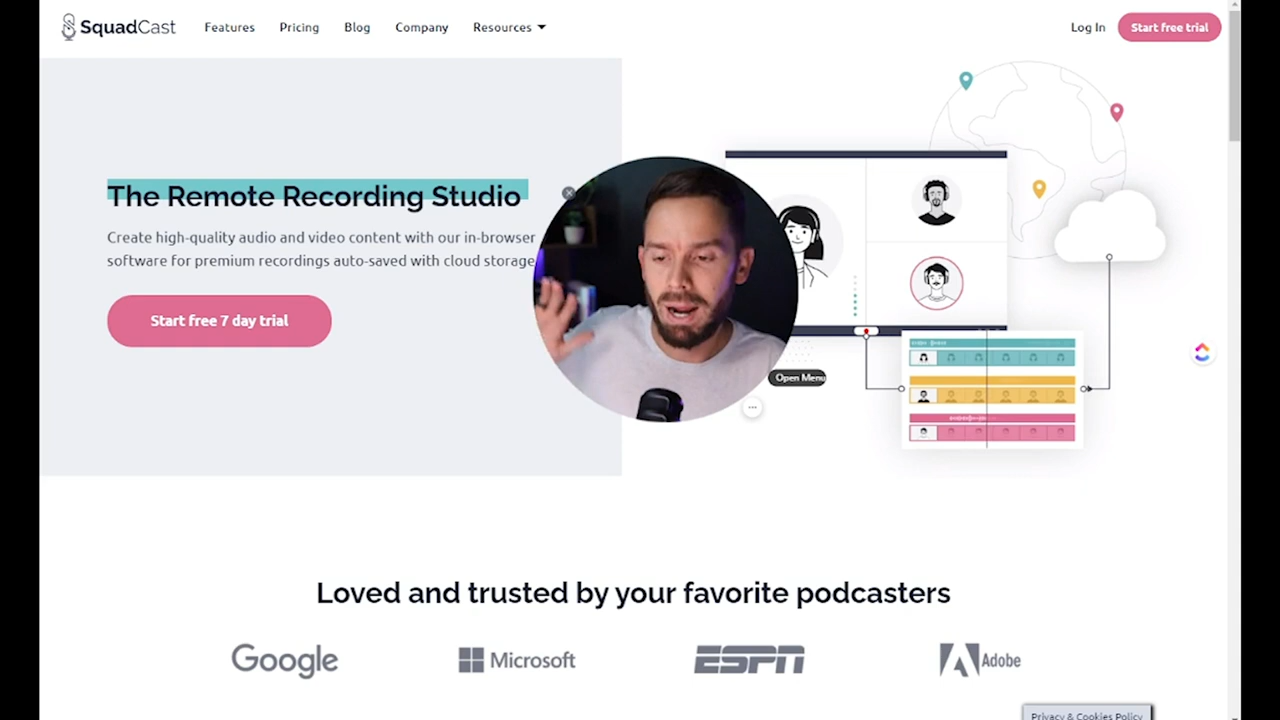 SquadCast
Features
Pricing
Blog
Company
Resources
Log In
Start free trial
The Remote Recording Studio
Create high-quality audio and video content with our in-browser
software for premium recordings auto-saved with cloud storage
Start free 7 day trial
Open Menu
Loved and trusted by your favorite podcasters
Google
Microsoft
ESPN
Adobe
Privacy & Cookies Policy